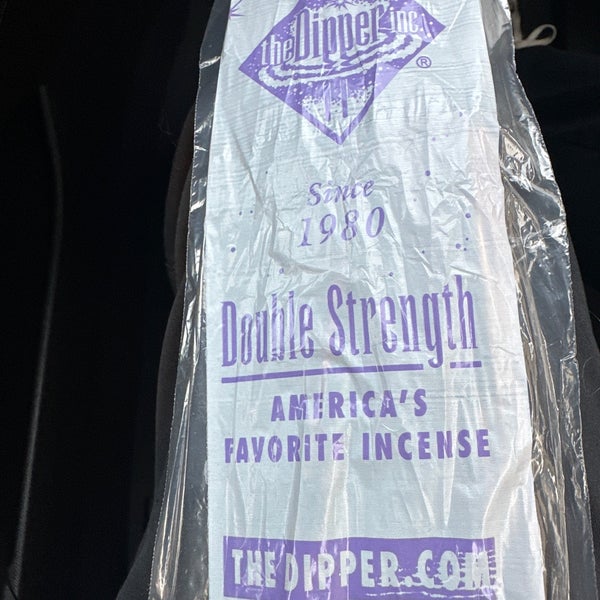 the Dipper inc.
®
Since
1980
Double Strength
AMERICA'S
FAVORITE INCENSE
THEDIPPER.COM